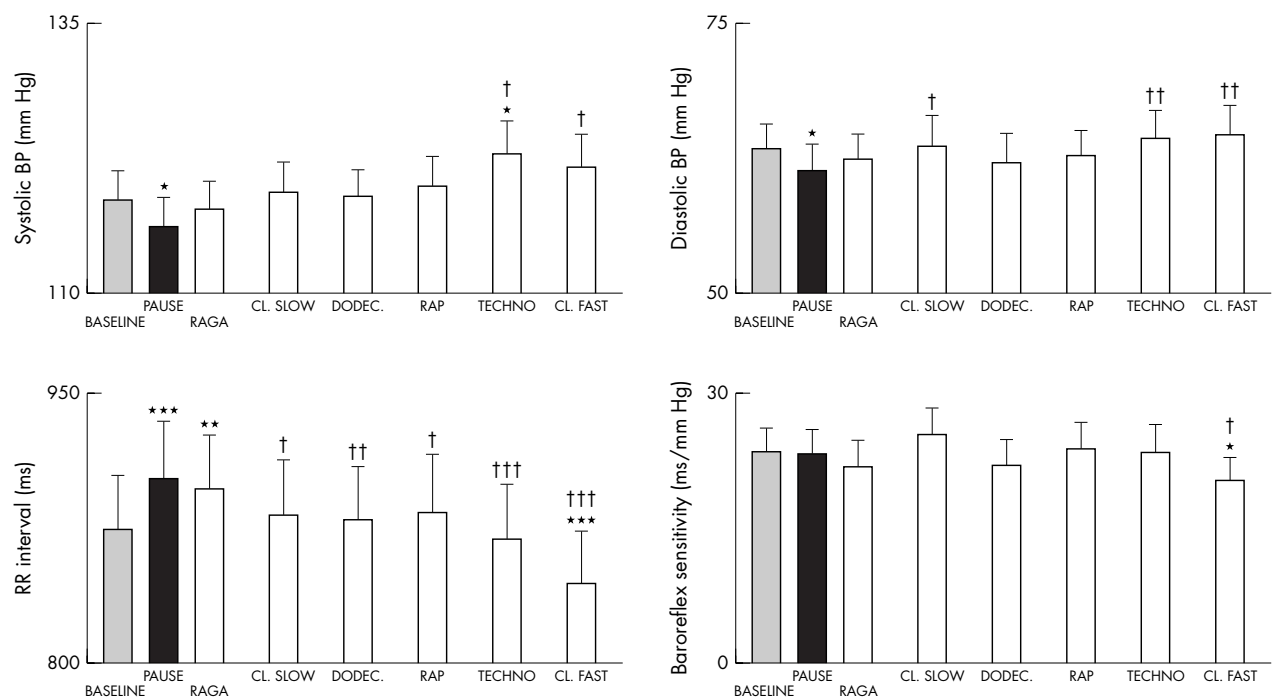 135
Systolic BP (mm Hg)
†
★
†
★
110
PAUSE CL. SLOW DODEC. RAP TECHNO CL. FAST
BASELINE RAGA
75
Diastolic BP (mm Hg)
★
†
††
††
50
PAUSE CL. SLOW DODEC. RAP TECHNO CL. FAST
BASELINE RAGA
950
RR interval (ms)
★★★
★★
†
††
†
†††
†††
★★★
800
PAUSE CL. SLOW DODEC. RAP TECHNO CL. FAST
BASELINE RAGA
30
Baroreflex sensitivity (ms/mm Hg)
†
★
0
PAUSE CL. SLOW DODEC. RAP TECHNO CL. FAST
BASELINE RAGA